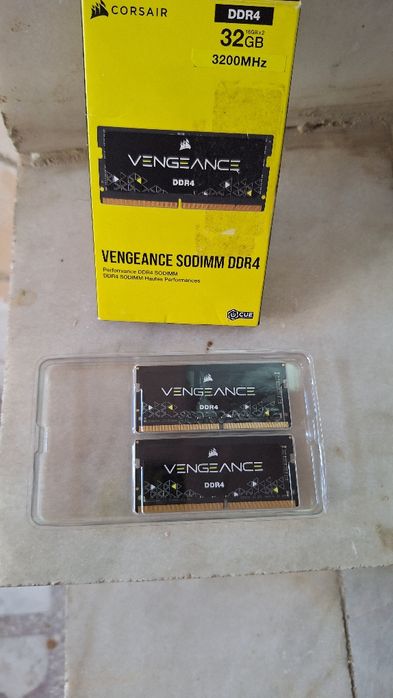 CORSAIR
DDR4
32GB
16GBx2
3200MHz
VENGEANCE
DDR4
VENGEANCE SODIMM DDR4
Performance DDR4 SODIMM
DDR4 SODIMM Hautes Performances
iCUE
VENGEANCE
DDR4
VENGEANCE
DDR4